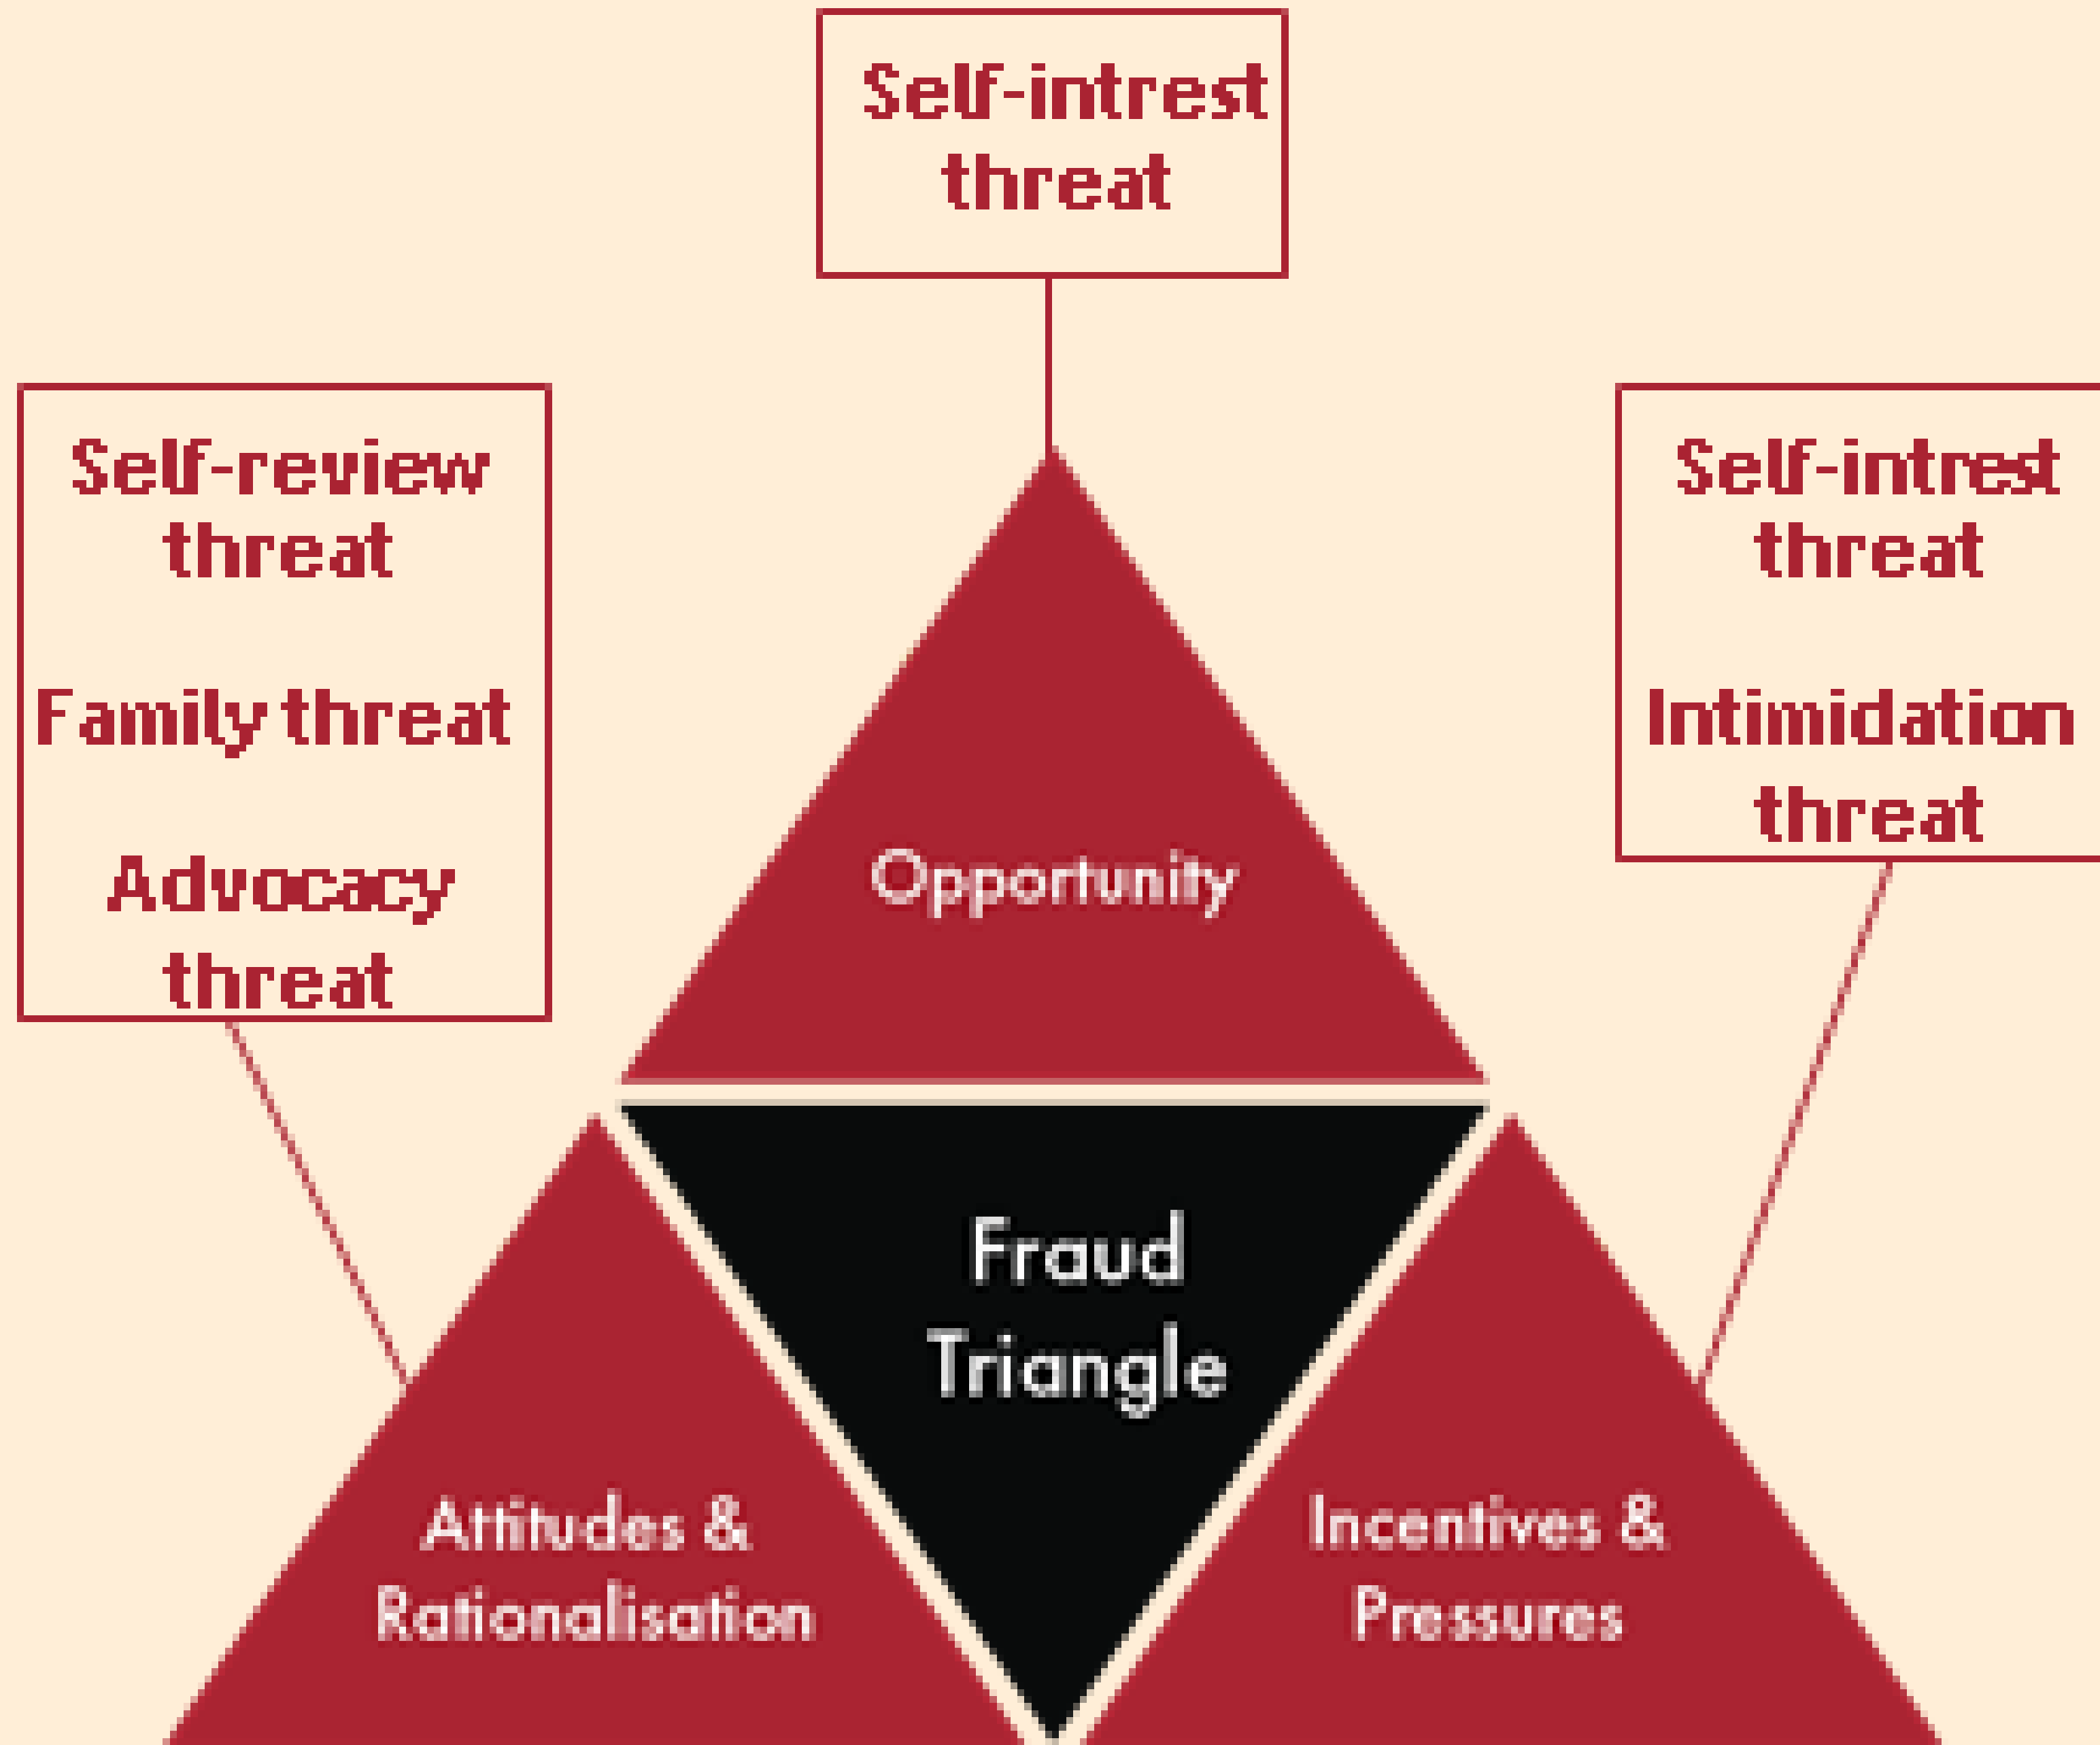 Self-intrest
threat
Self-review
threat
Family threat
Advocacy
threat
Self-intrest
threat
Intimidation
threat
Opportunity
Fraud
Triangle
Attitudes &
Rationalisation
Incentives &
Pressures